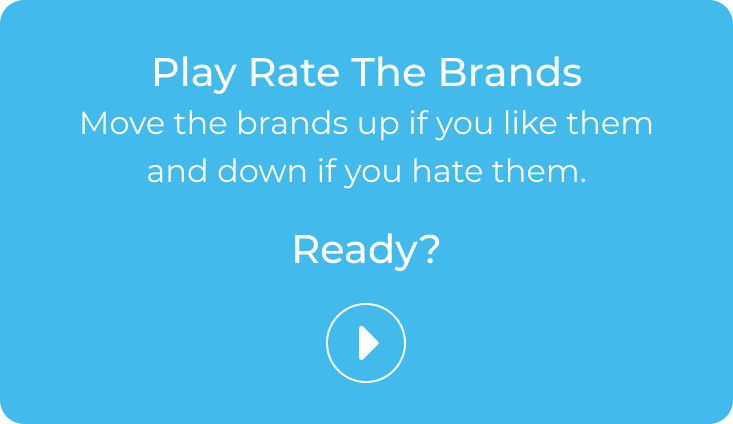 Play Rate The Brands
Move the brands up if you like them
and down if you hate them.
Ready?